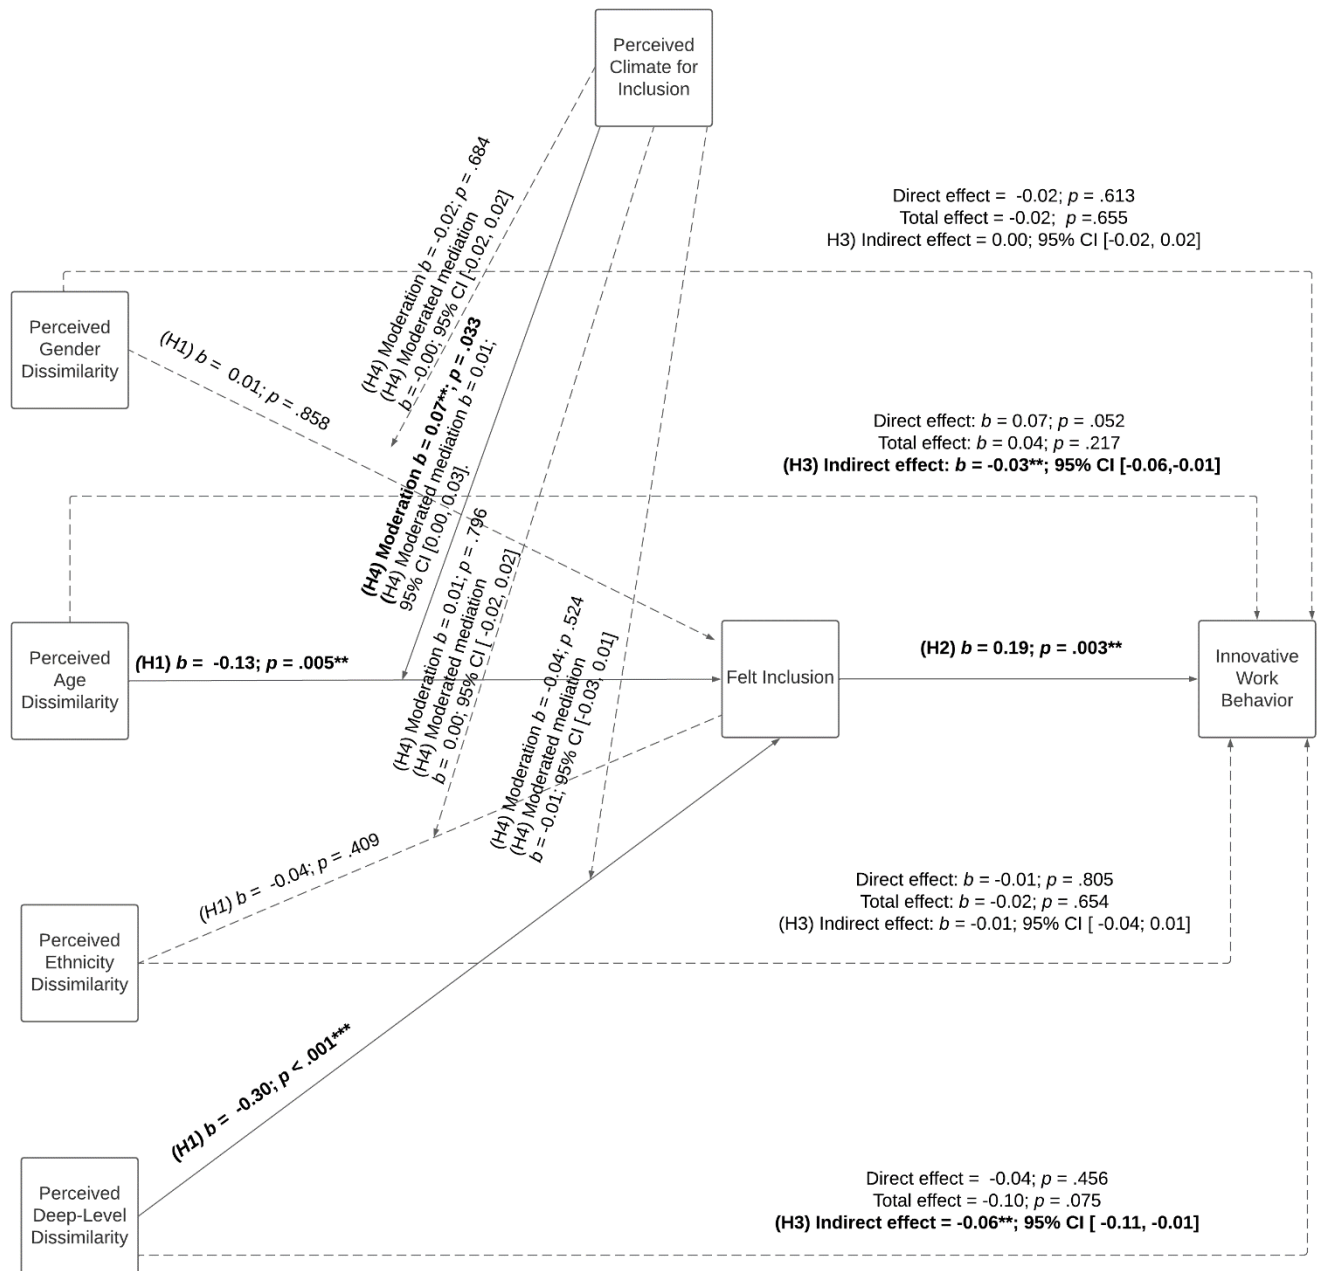 Perceived
Climate for
Inclusion
Direct effect =  -0.02; p = .613
Total effect = -0.02;  p =.655
H3) Indirect effect = 0.00; 95% CI [-0.02, 0.02]
(H4) Moderation b = -0.02; p = .684
(H4) Moderated mediation
b = -0.00; 95% CI [-0.02, 0.02]
Perceived
Gender
Dissimilarity
(H1) b =  0.01; p = .858
(H4) Moderation b = 0.07**; p = .033
(H4) Moderated mediation b = 0.01;
95% CI [0.00, 0.03].
Direct effect: b = 0.07; p = .052
Total effect: b = 0.04; p = .217
(H3) Indirect effect: b = -0.03**; 95% CI [-0.06,-0.01]
(H4) Moderation b = 0.01; p = .796
(H4) Moderated mediation
b =  0.00; 95% CI [ -0.02, 0.02]
(H4) Moderation b = -0.04; p .524
(H4) Moderated mediation
b = -0.01; 95% CI [-0.03, 0.01]
Perceived
Age
Dissimilarity
(H1) b =  -0.13; p = .005**
Felt Inclusion
(H2) b = 0.19; p = .003**
Innovative
Work
Behavior
(H1) b =  -0.04; p = .409
Direct effect: b = -0.01; p = .805
Total effect: b = -0.02; p = .654
(H3) Indirect effect: b = -0.01; 95% CI [ -0.04; 0.01]
Perceived
Ethnicity
Dissimilarity
(H1) b =  -0.30; p < .001***
Perceived
Deep-Level
Dissimilarity
Direct effect =  -0.04; p = .456
Total effect = -0.10; p = .075
(H3) Indirect effect = -0.06**; 95% CI [ -0.11, -0.01]